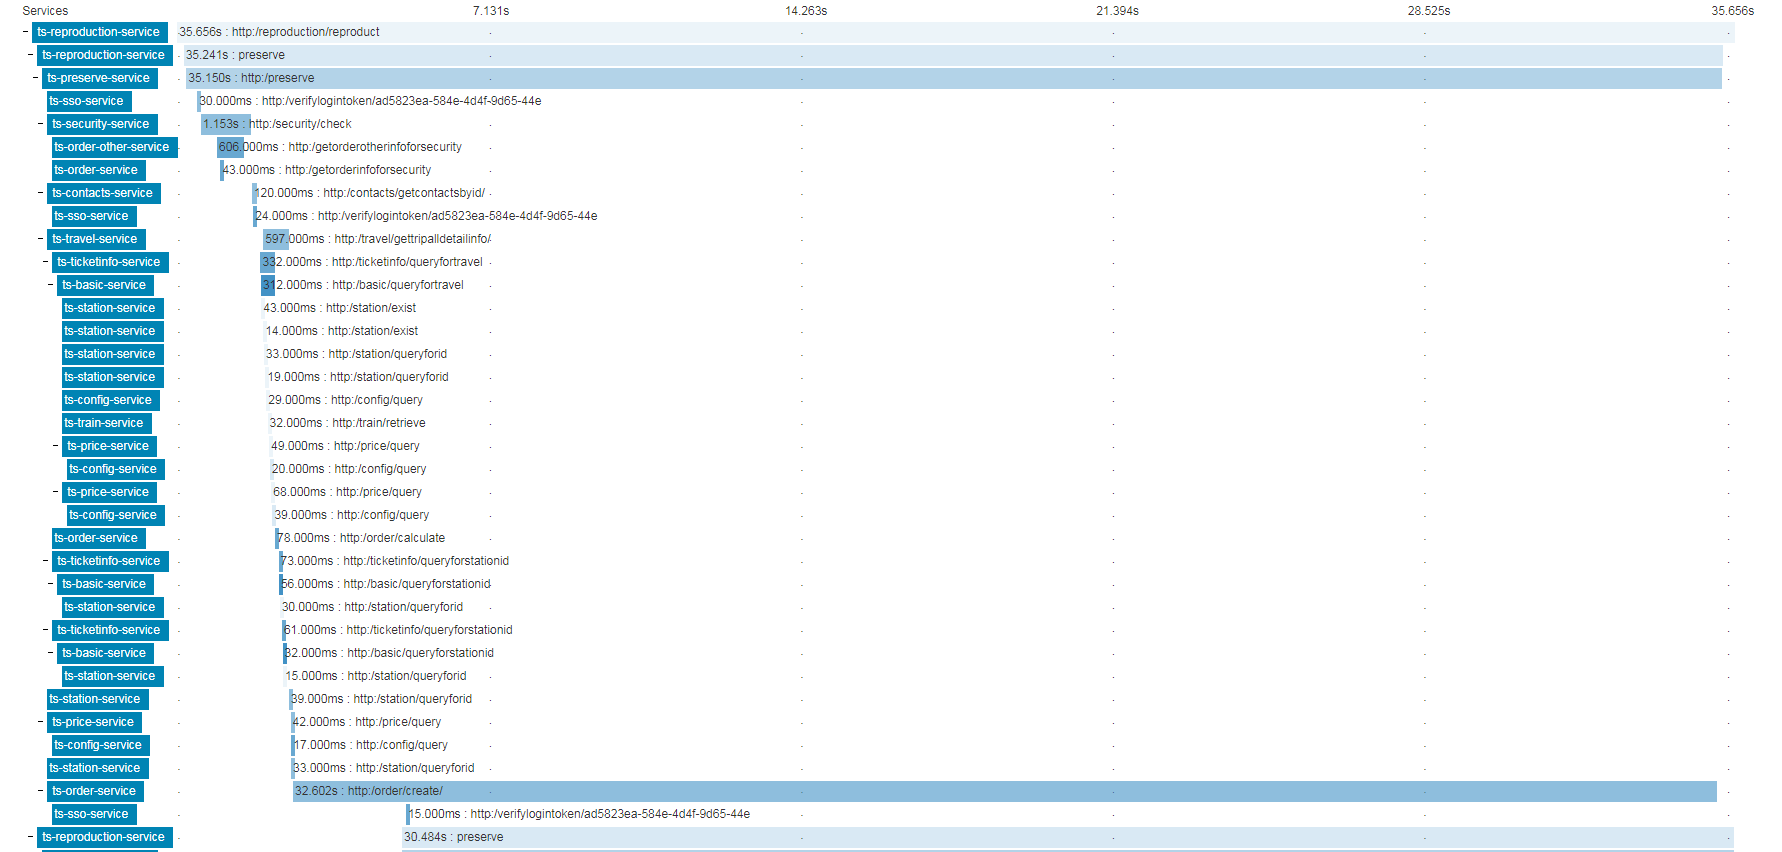 Services 7.131s 14.263s 21.394s 28.525s 35.656s
ts-reproduction-service 35.656s : http:/reproduction/reproduct
ts-reproduction-service 35.241s : preserve
ts-preserve-service 35.150s : http:/preserve
ts-sso-service 30.000ms : http:/verifylogintoken/ad5823ea-584e-4d4f-9d65-44e
ts-security-service 1.153s : http:/security/check
ts-order-other-service 606.000ms : http:/getorderotherinfoforsecurity
ts-order-service 43.000ms : http:/getorderinfoforsecurity
ts-contacts-service 120.000ms : http:/contacts/getcontactsbyid/
ts-sso-service 24.000ms : http:/verifylogintoken/ad5823ea-584e-4d4f-9d65-44e
ts-travel-service 597.000ms : http:/travel/gettripalldetailinfo/
ts-ticketinfo-service 332.000ms : http:/ticketinfo/queryfortravel
ts-basic-service 312.000ms : http:/basic/queryfortravel
ts-station-service 43.000ms : http:/station/exist
ts-station-service 14.000ms : http:/station/exist
ts-station-service 33.000ms : http:/station/queryforid
ts-station-service 19.000ms : http:/station/queryforid
ts-config-service 29.000ms : http:/config/query
ts-train-service 32.000ms : http:/train/retrieve
ts-price-service 49.000ms : http:/price/query
ts-config-service 20.000ms : http:/config/query
ts-price-service 68.000ms : http:/price/query
ts-config-service 39.000ms : http:/config/query
ts-order-service 78.000ms : http:/order/calculate
ts-ticketinfo-service 73.000ms : http:/ticketinfo/queryforstationid
ts-basic-service 56.000ms : http:/basic/queryforstationid
ts-station-service 30.000ms : http:/station/queryforid
ts-ticketinfo-service 61.000ms : http:/ticketinfo/queryforstationid
ts-basic-service 32.000ms : http:/basic/queryforstationid
ts-station-service 15.000ms : http:/station/queryforid
ts-station-service 39.000ms : http:/station/queryforid
ts-price-service 42.000ms : http:/price/query
ts-config-service 17.000ms : http:/config/query
ts-station-service 33.000ms : http:/station/queryforid
ts-order-service 32.602s : http:/order/create/
ts-sso-service 15.000ms : http:/verifylogintoken/ad5823ea-584e-4d4f-9d65-44e
ts-reproduction-service 30.484s : preserve